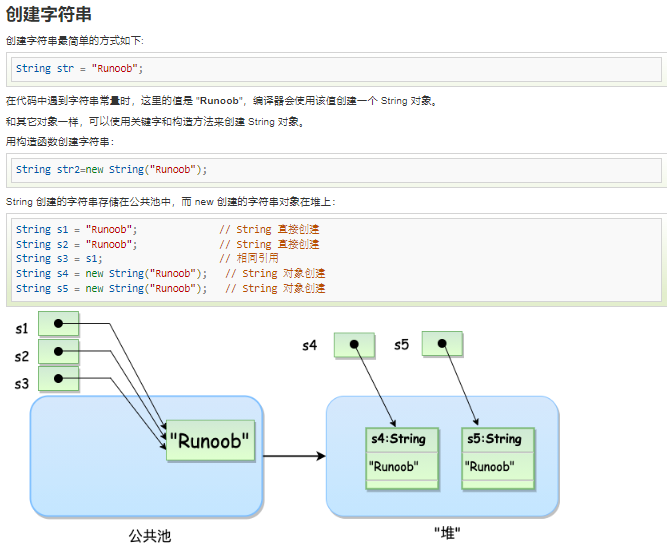 创建字符串
创建字符串最简单的方式如下:
String str = "Runoob";
在代码中遇到字符串常量时，这里的值是 "Runoob"，编译器会使用该值创建一个 String 对象。
和其它对象一样，可以使用关键字和构造方法来创建 String 对象。
用构造函数创建字符串：
String str2=new String("Runoob");
String 创建的字符串存储在公共池中，而 new 创建的字符串对象在堆上：
String s1 = "Runoob";              // String 直接创建
String s2 = "Runoob";              // String 直接创建
String s3 = s1;                    // 相同引用
String s4 = new String("Runoob");   // String 对象创建
String s5 = new String("Runoob");   // String 对象创建
s1
s2
s3
s4
s5
"Runoob"
s4:String
"Runoob"
s5:String
"Runoob"
公共池
"堆"